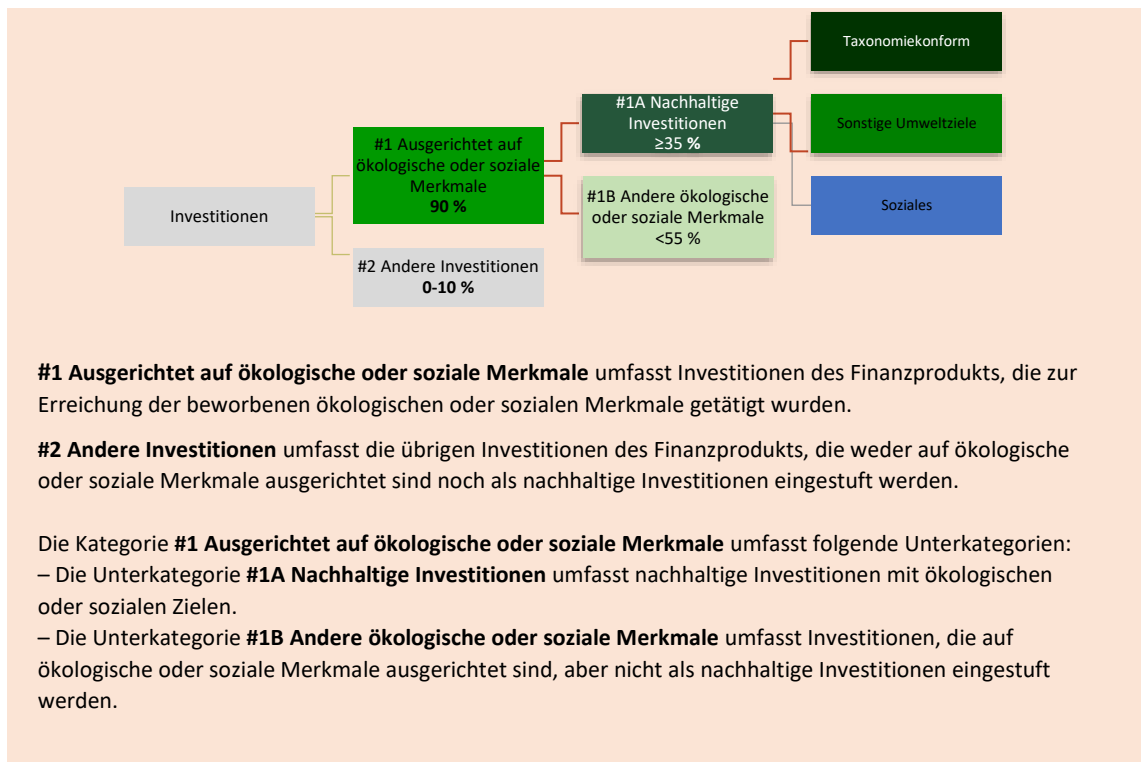 Taxonomiekonform
#1A Nachhaltige
Investitionen
≥35 %
Sonstige Umweltziele
#1 Ausgerichtet auf
ökologische oder soziale
Merkmale
90 %
#1B Andere ökologische
oder soziale Merkmale
<55 %
Investitionen
Soziales
#2 Andere Investitionen
0-10 %
#1 Ausgerichtet auf ökologische oder soziale Merkmale umfasst Investitionen des Finanzprodukts, die zur
Erreichung der beworbenen ökologischen oder sozialen Merkmale getätigt wurden.
#2 Andere Investitionen umfasst die übrigen Investitionen des Finanzprodukts, die weder auf ökologische
oder soziale Merkmale ausgerichtet sind noch als nachhaltige Investitionen eingestuft werden.
Die Kategorie #1 Ausgerichtet auf ökologische oder soziale Merkmale umfasst folgende Unterkategorien:
– Die Unterkategorie #1A Nachhaltige Investitionen umfasst nachhaltige Investitionen mit ökologischen
oder sozialen Zielen.
– Die Unterkategorie #1B Andere ökologische oder soziale Merkmale umfasst Investitionen, die auf
ökologische oder soziale Merkmale ausgerichtet sind, aber nicht als nachhaltige Investitionen eingestuft
werden.